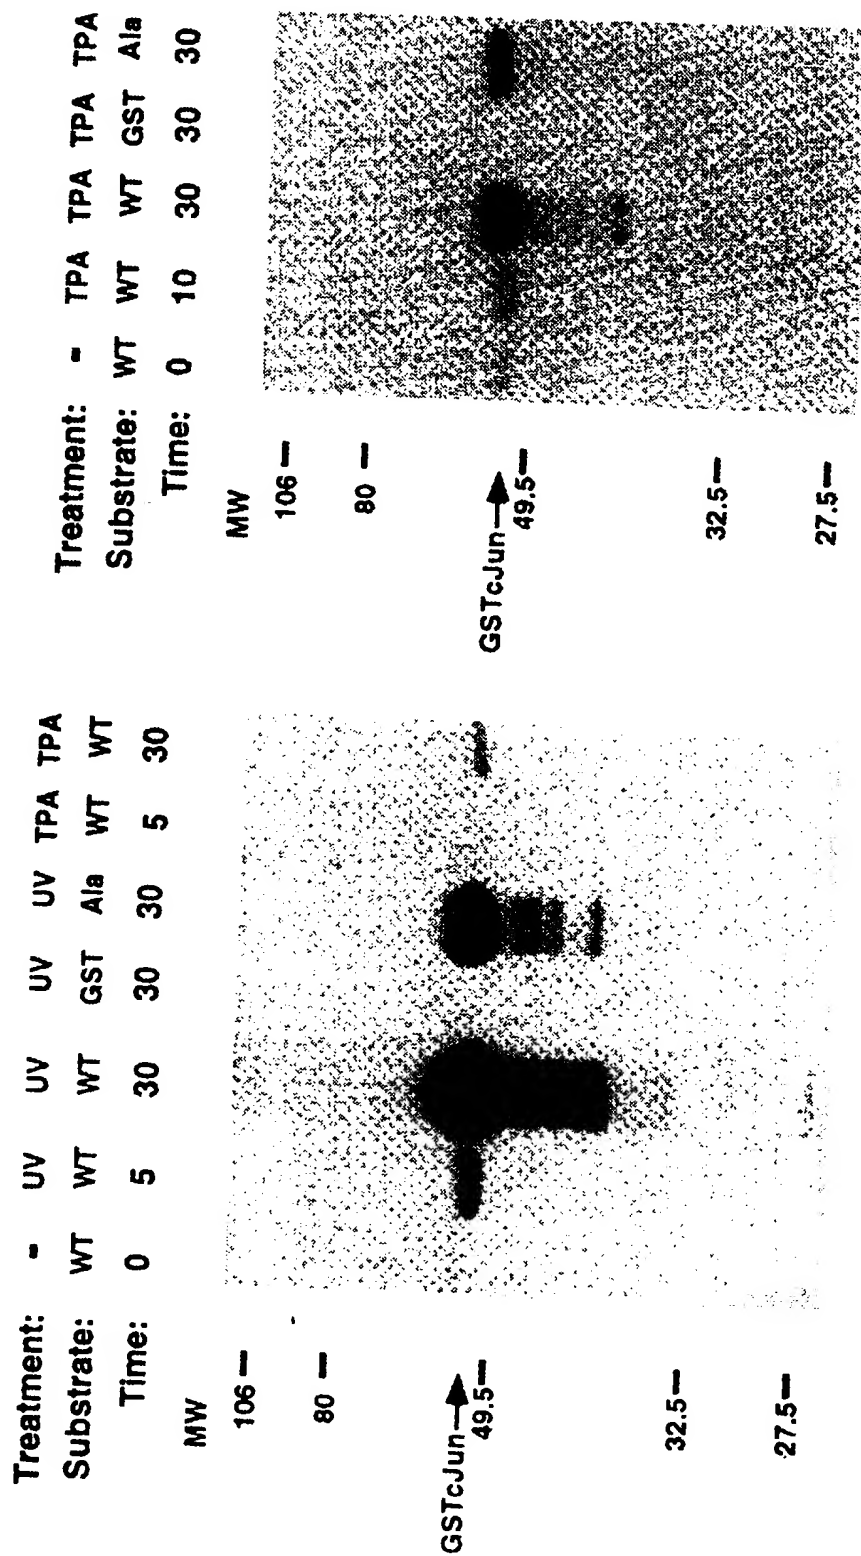 Treatment: - UV UV UV UV TPA TPA
Substrate: WT WT WT GST Ala WT WT
Time: 0 5 30 30 30 5 30
MW
106
80
GSTcJun
49.5
32.5
27.5
Treatment: - TPA TPA TPA TPA
Substrate: WT WT WT GST Ala
Time: 0 10 30 30 30
MW
106
80
GSTcJun
49.5
32.5
27.5